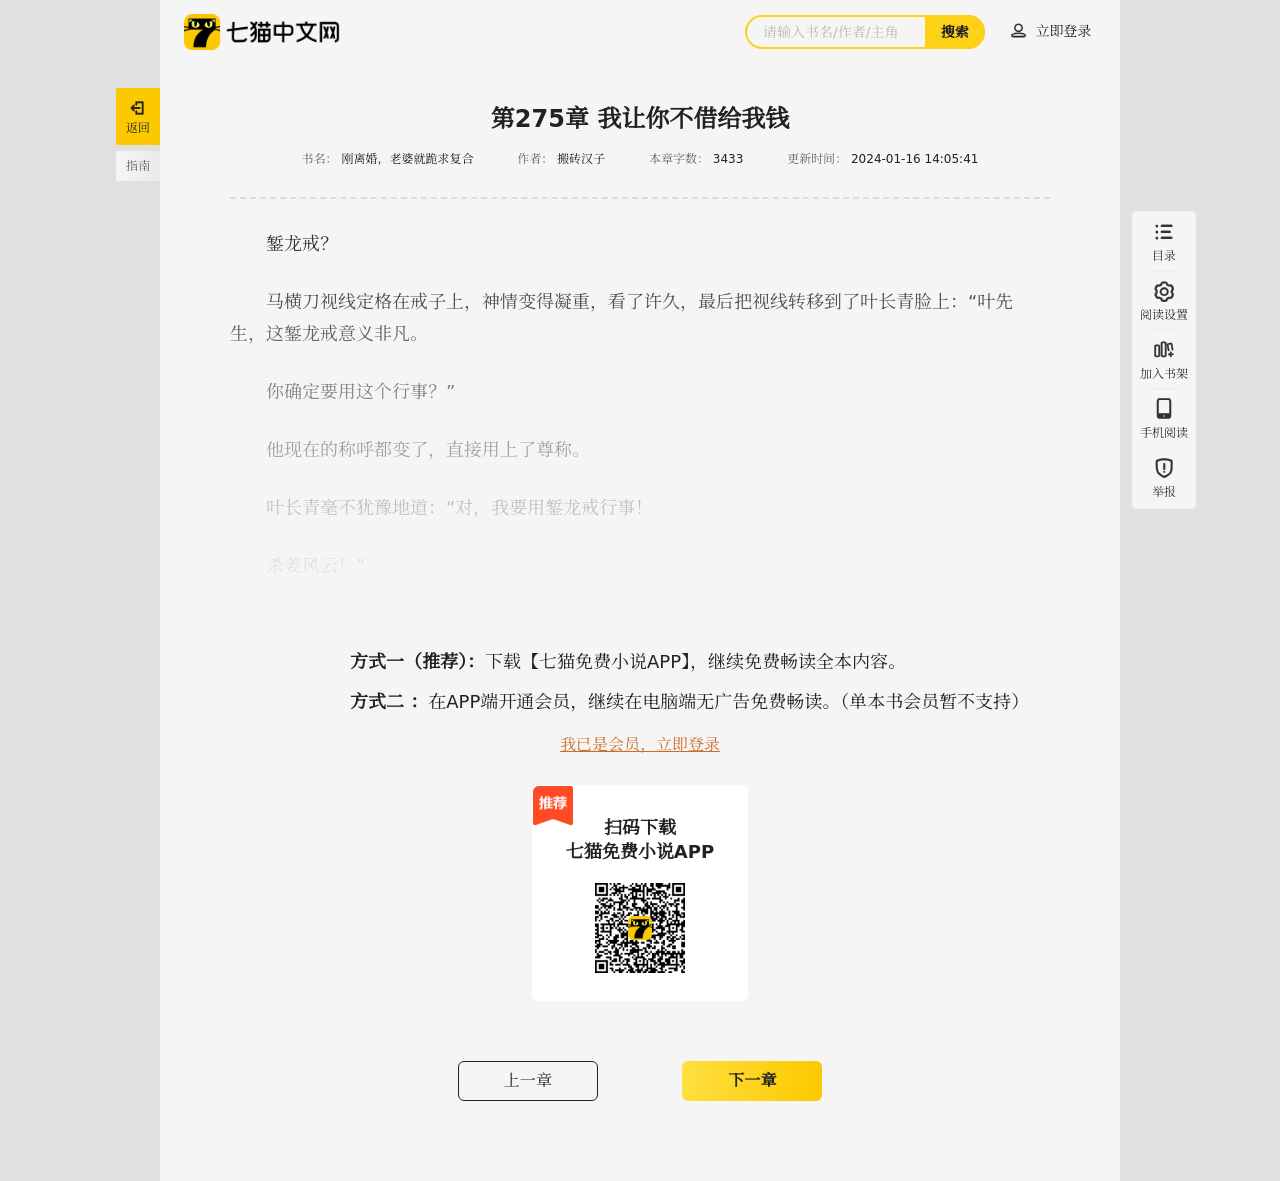 七猫中文网
请输入书名/作者/主角
搜索
立即登录
返回
指南
第275章 我让你不借给我钱
书名： 刚离婚，老婆就跪求复合 作者： 搬砖汉子 本章字数： 3433 更新时间： 2024-01-16 14:05:41
錾龙戒？
马横刀视线定格在戒子上，神情变得凝重，看了许久，最后把视线转移到了叶长青脸上：“叶先
生，这錾龙戒意义非凡。
你确定要用这个行事？”
他现在的称呼都变了，直接用上了尊称。
叶长青毫不犹豫地道：“对，我要用錾龙戒行事！
杀姜风云！”
目录
阅读设置
加入书架
手机阅读
举报
方式一（推荐）：下载【七猫免费小说APP】，继续免费畅读全本内容。
方式二 ：在APP端开通会员，继续在电脑端无广告免费畅读。（单本书会员暂不支持）
我已是会员，立即登录
推荐
扫码下载
七猫免费小说APP
上一章
下一章